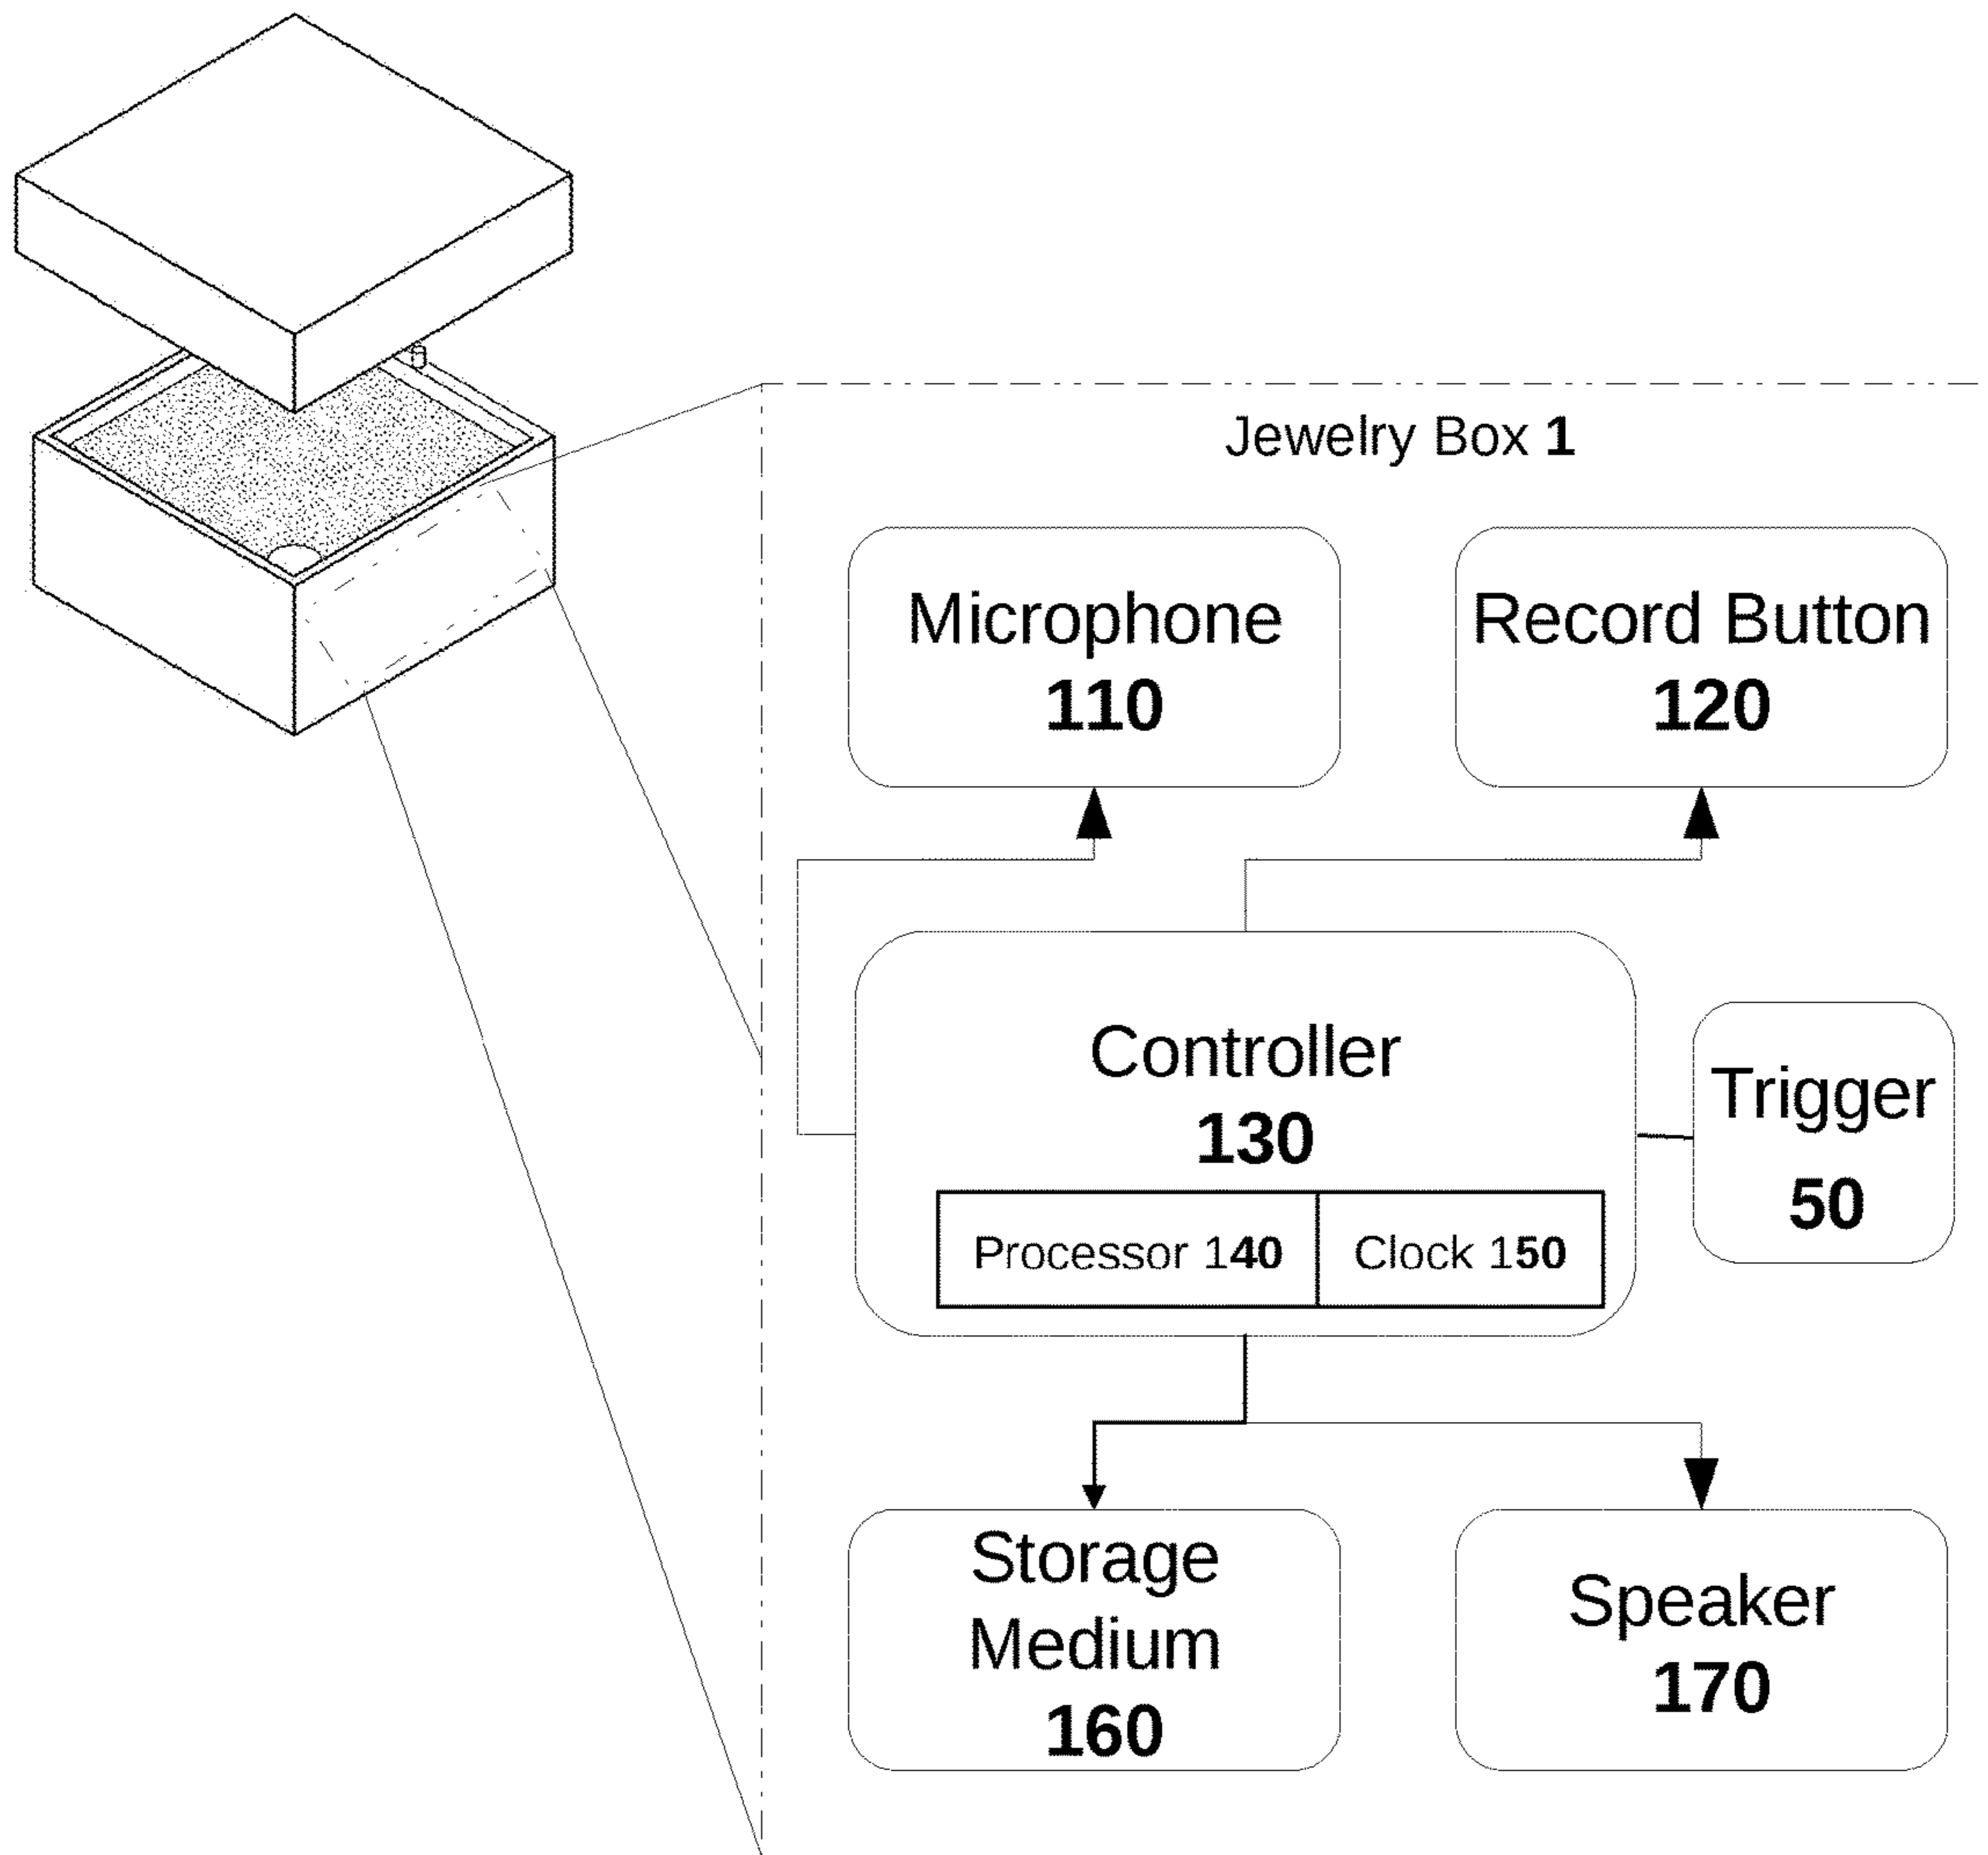 Jewelry Box 1
Microphone
110
Record Button
120
Controller
130
Processor 140
Clock 150
Trigger
50
Storage
Medium
160
Speaker
170